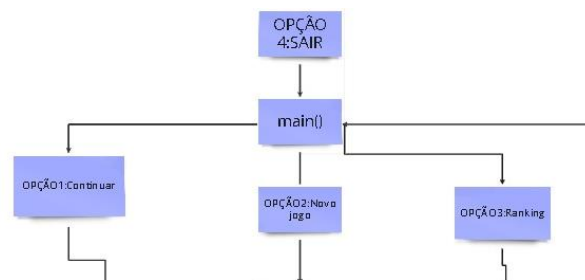 OPÇÃO
4:SAIR
main()
OPÇÃO1:Continuar
OPÇÃO2:Novo
jogo
OPÇÃO3:Ranking